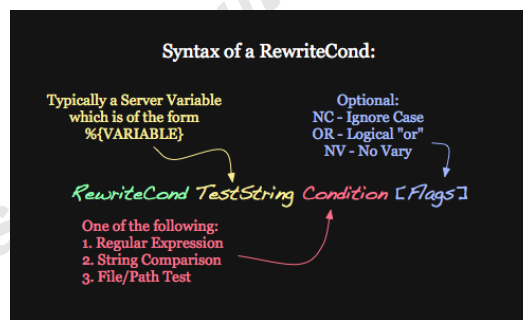 Syntax of a RewriteCond:
Typically a Server Variable
which is of the form
%{VARIABLE}
Optional:
NC - Ignore Case
OR - Logical "or"
NV - No Vary
RewriteCond TestString Condition [Flags]
One of the following:
1. Regular Expression
2. String Comparison
3. File/Path Test